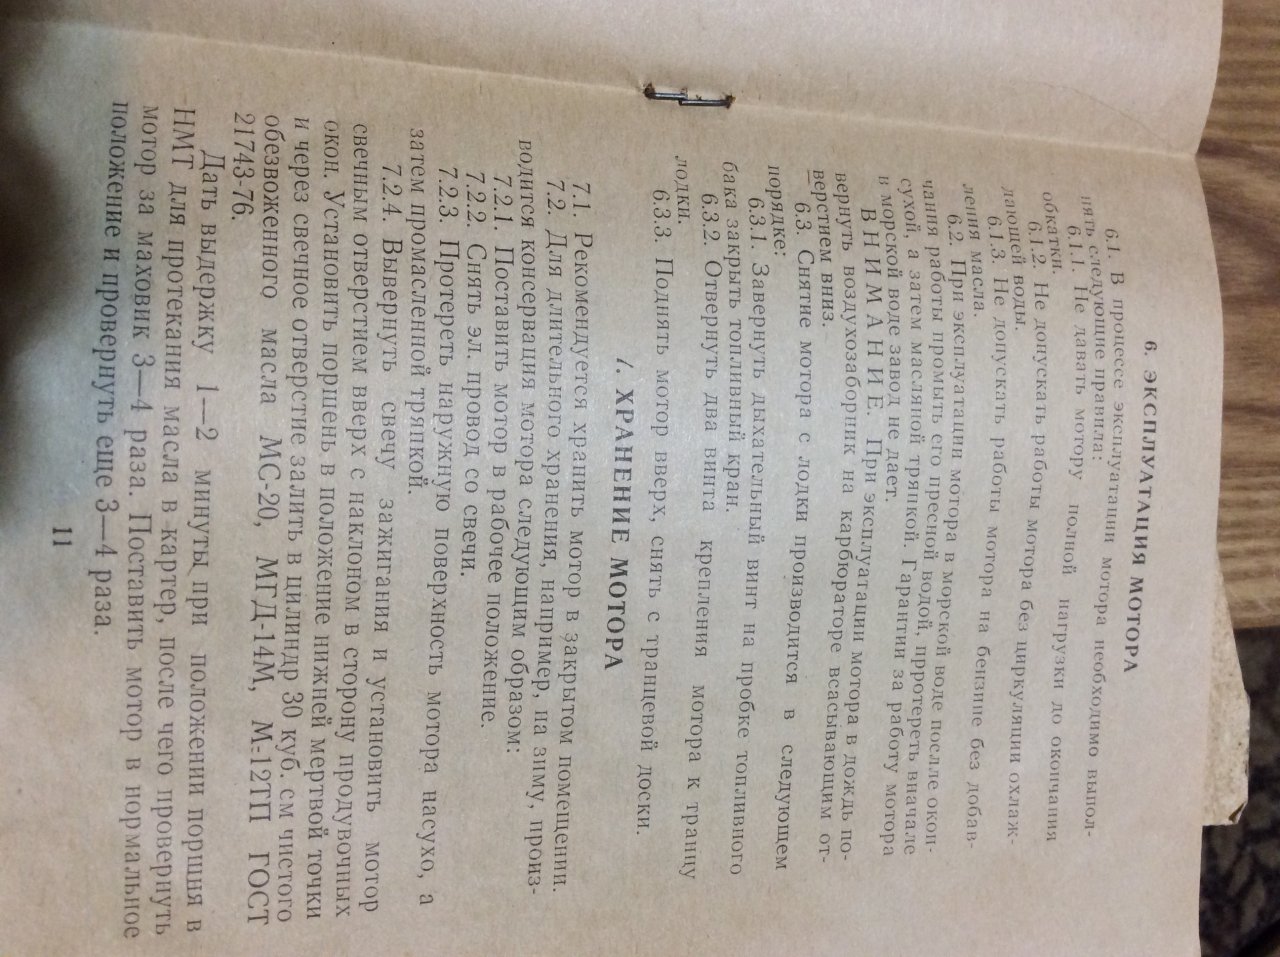 6. ЭКСПЛУАТАЦИЯ МОТОРА
6.1. В процессе эксплуатации мотора необходимо выпол-
нять следующие правила:
6.1.1. Не давать мотору полной нагрузки до окончания
обкатки.
6.1.2. Не допускать работы мотора без циркуляции охлаж-
дающей воды.
6.1.3. Не допускать работы мотора на бензине без добав-
ления масла.
6.2. При эксплуатации мотора в морской воде послле окон-
чания работы промыть его пресной водой, прротереть вначале
сухой, а затем масляной тряпкой. Гарантии за работу мотора
в морской воде завод не дает.
ВНИМАНИЕ. При эксплуатации мотора в дождь по-
вернуть воздухозаборник на карбюраторе всасывающим от-
верстием вниз.
6.3. Снятие мотора с лодки производится в следующем
порядке:
6.3.1. Завернуть дыхательный винт на пробке топливного
бака закрыть топливный кран.
6.3.2. Отвернуть два винта крепления мотора к транцу
лодки.
6.3.3. Поднять мотор вверх, снять с транцевой доски.
7. ХРАНЕНИЕ МОТОРА
7.1. Рекомендуется хранить мотор в закрытом помещении.
7.2. Для длительного хранения, например, на зиму, произ-
водится консервация мотора следующим образом:
7.2.1. Поставить мотор в рабочее положение.
7.2.2. Снять эл. провод со свечи.
7.2.3. Протереть наружную поверхность мотора насухо, а
затем промасленной тряпкой.
7.2.4. Вывернуть свечу зажигания и установить мотор
свечным отверстием вверх с наклоном в сторону продувочных
окон. Установить поршень в положение нижней мертвой точки
и через свечное отверстие залить в цилиндр 30 куб. см чистого
обезвоженного масла МС-20, МГД-14М, М-12ТП ГОСТ
21743-76.
Дать выдержку 1—2 минуты при положении поршня в
НМТ для протекания масла в картер, после чего провернуть
мотор за маховик 3—4 раза. Поставить мотор в нормальное
положение и провернуть еще 3—4 раза.
11